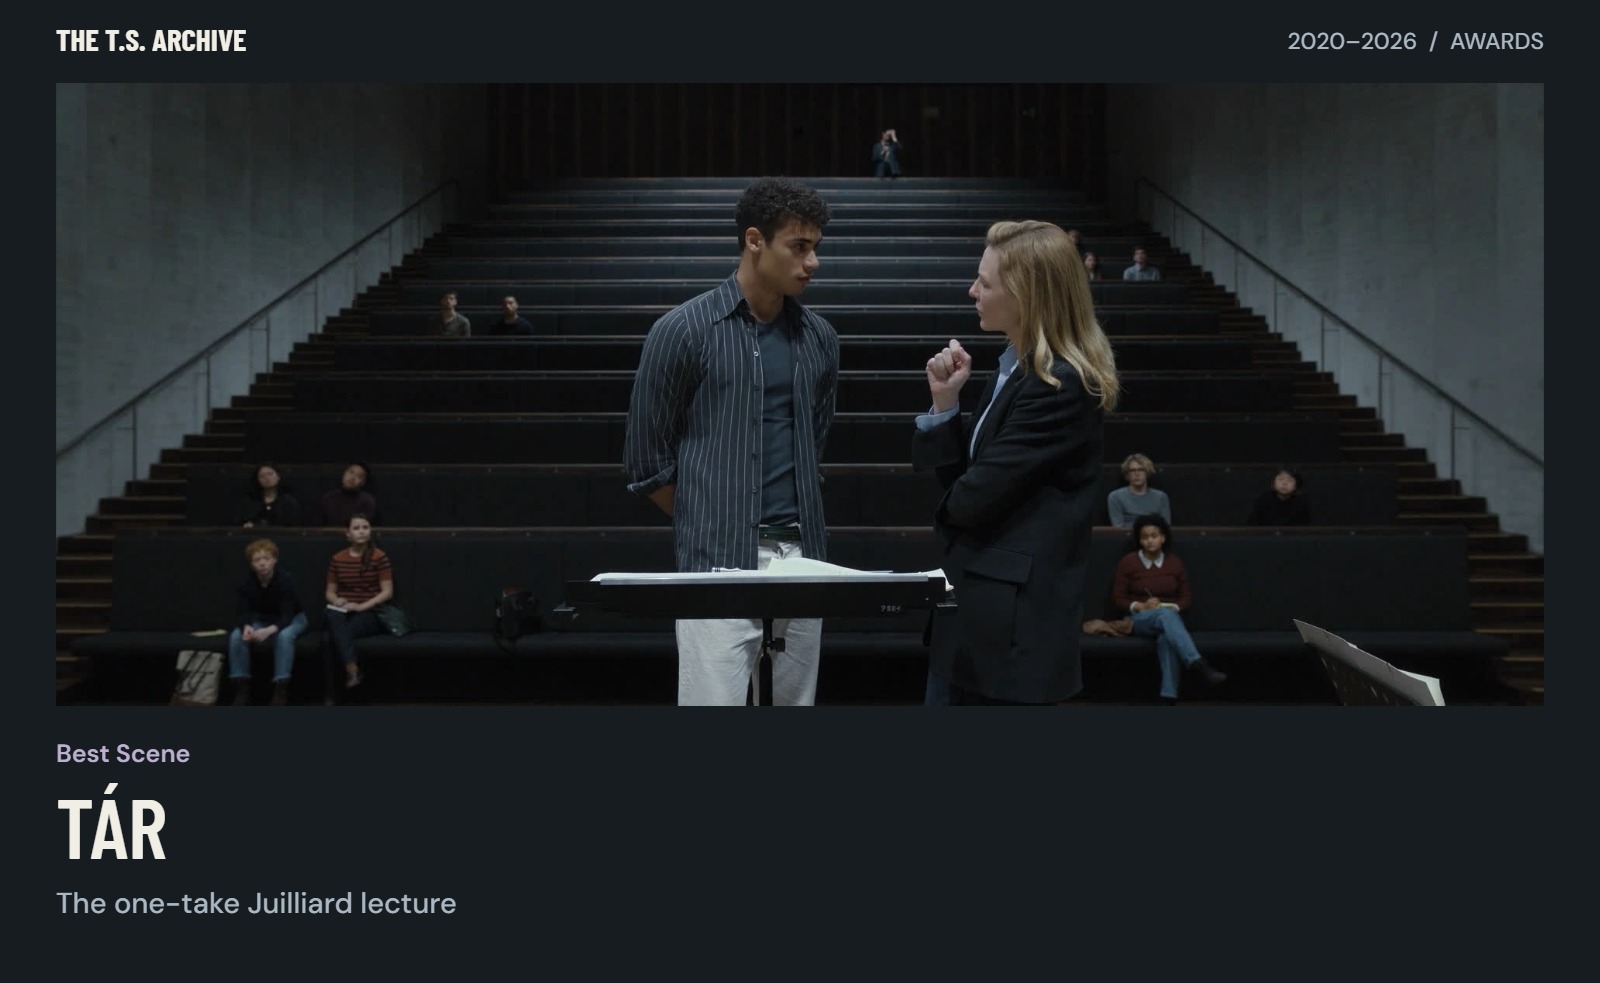 THE T.S. ARCHIVE
2020–2026 / AWARDS
Best Scene
TÁR
The one-take Juilliard lecture